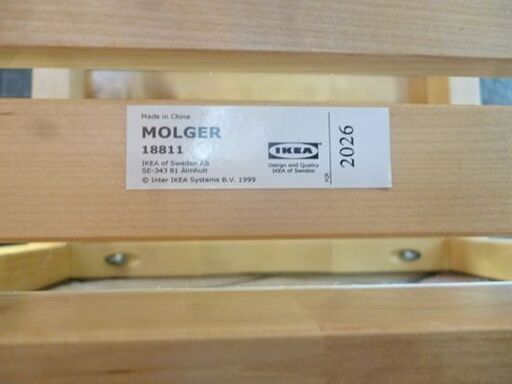 Made in China
MOLGER
18811
IKEA of Sweden AB
SE-343 81 Älmhult
© Inter IKEA Systems B.V. 1999
IKEA
Design and Quality
IKEA of Sweden
2026